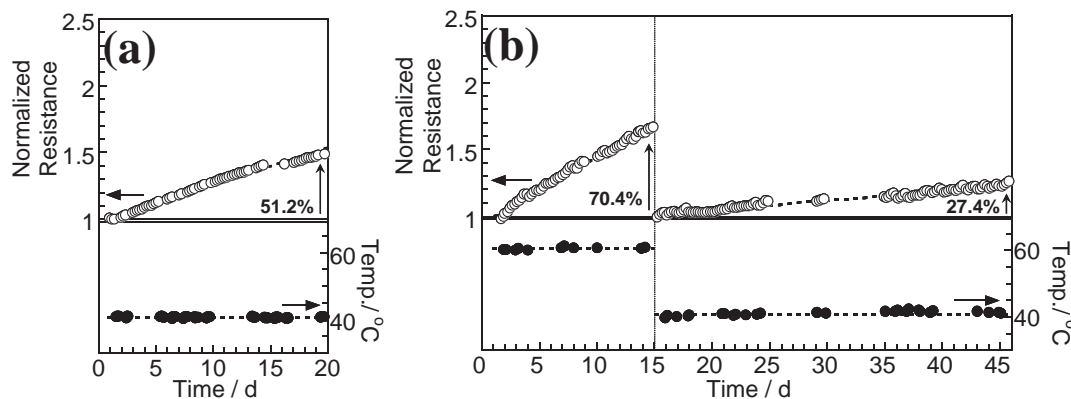 (a)
2.5
2
1.5
1
Normalized
Resistance
51.2%
60
40
Temp./°C
0 5 10 15 20
Time / d
(b)
2.5
2
1.5
1
Normalized
Resistance
70.4%
27.4%
60
40
Temp./°C
0 5 10 15 20 25 30 35 40 45
Time / d